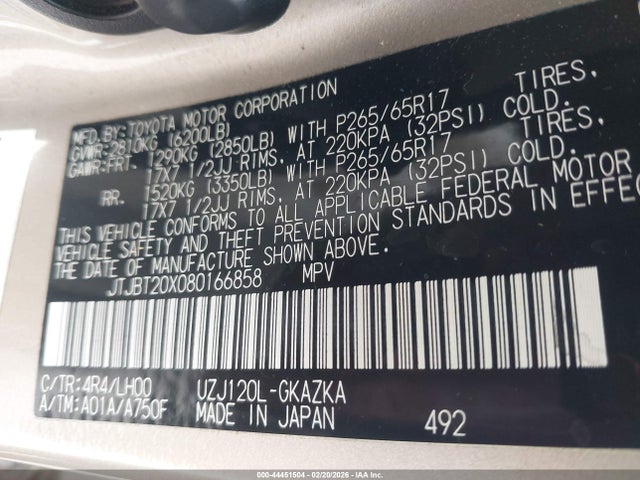 MFD. BY: TOYOTA MOTOR CORPORATION
GVWR: 2810KG (6200LB)
GAWR-FRT. 1290KG (2850LB) WITH P265/65R17 TIRES,
17X7 1/2JJ RIMS, AT 220KPA (32PSI) COLD.
RR. 1520KG (3350LB) WITH P265/65R17 TIRES,
17X7 1/2JJ RIMS, AT 220KPA (32PSI) COLD.
THIS VEHICLE CONFORMS TO ALL APPLICABLE FEDERAL MOTOR
VEHICLE SAFETY AND THEFT PREVENTION STANDARDS IN EFFEC
THE DATE OF MANUFACTURE SHOWN ABOVE.
JTJBT20X080166858 MPV
C/TR: 4R4/LH00 UZJ120L-GKAZKA
A/TM: A01A/A750F MADE IN JAPAN 492
000-44451504 | 02/20/2026 - IAA Inc.